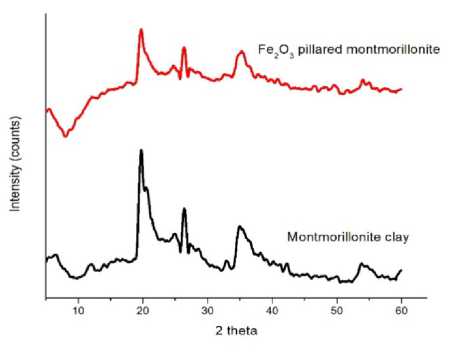 Fe₂O₃ pillared montmorillonite
Intensity (counts)
Montmorillonite clay
10 20 30 40 50 60
2 theta